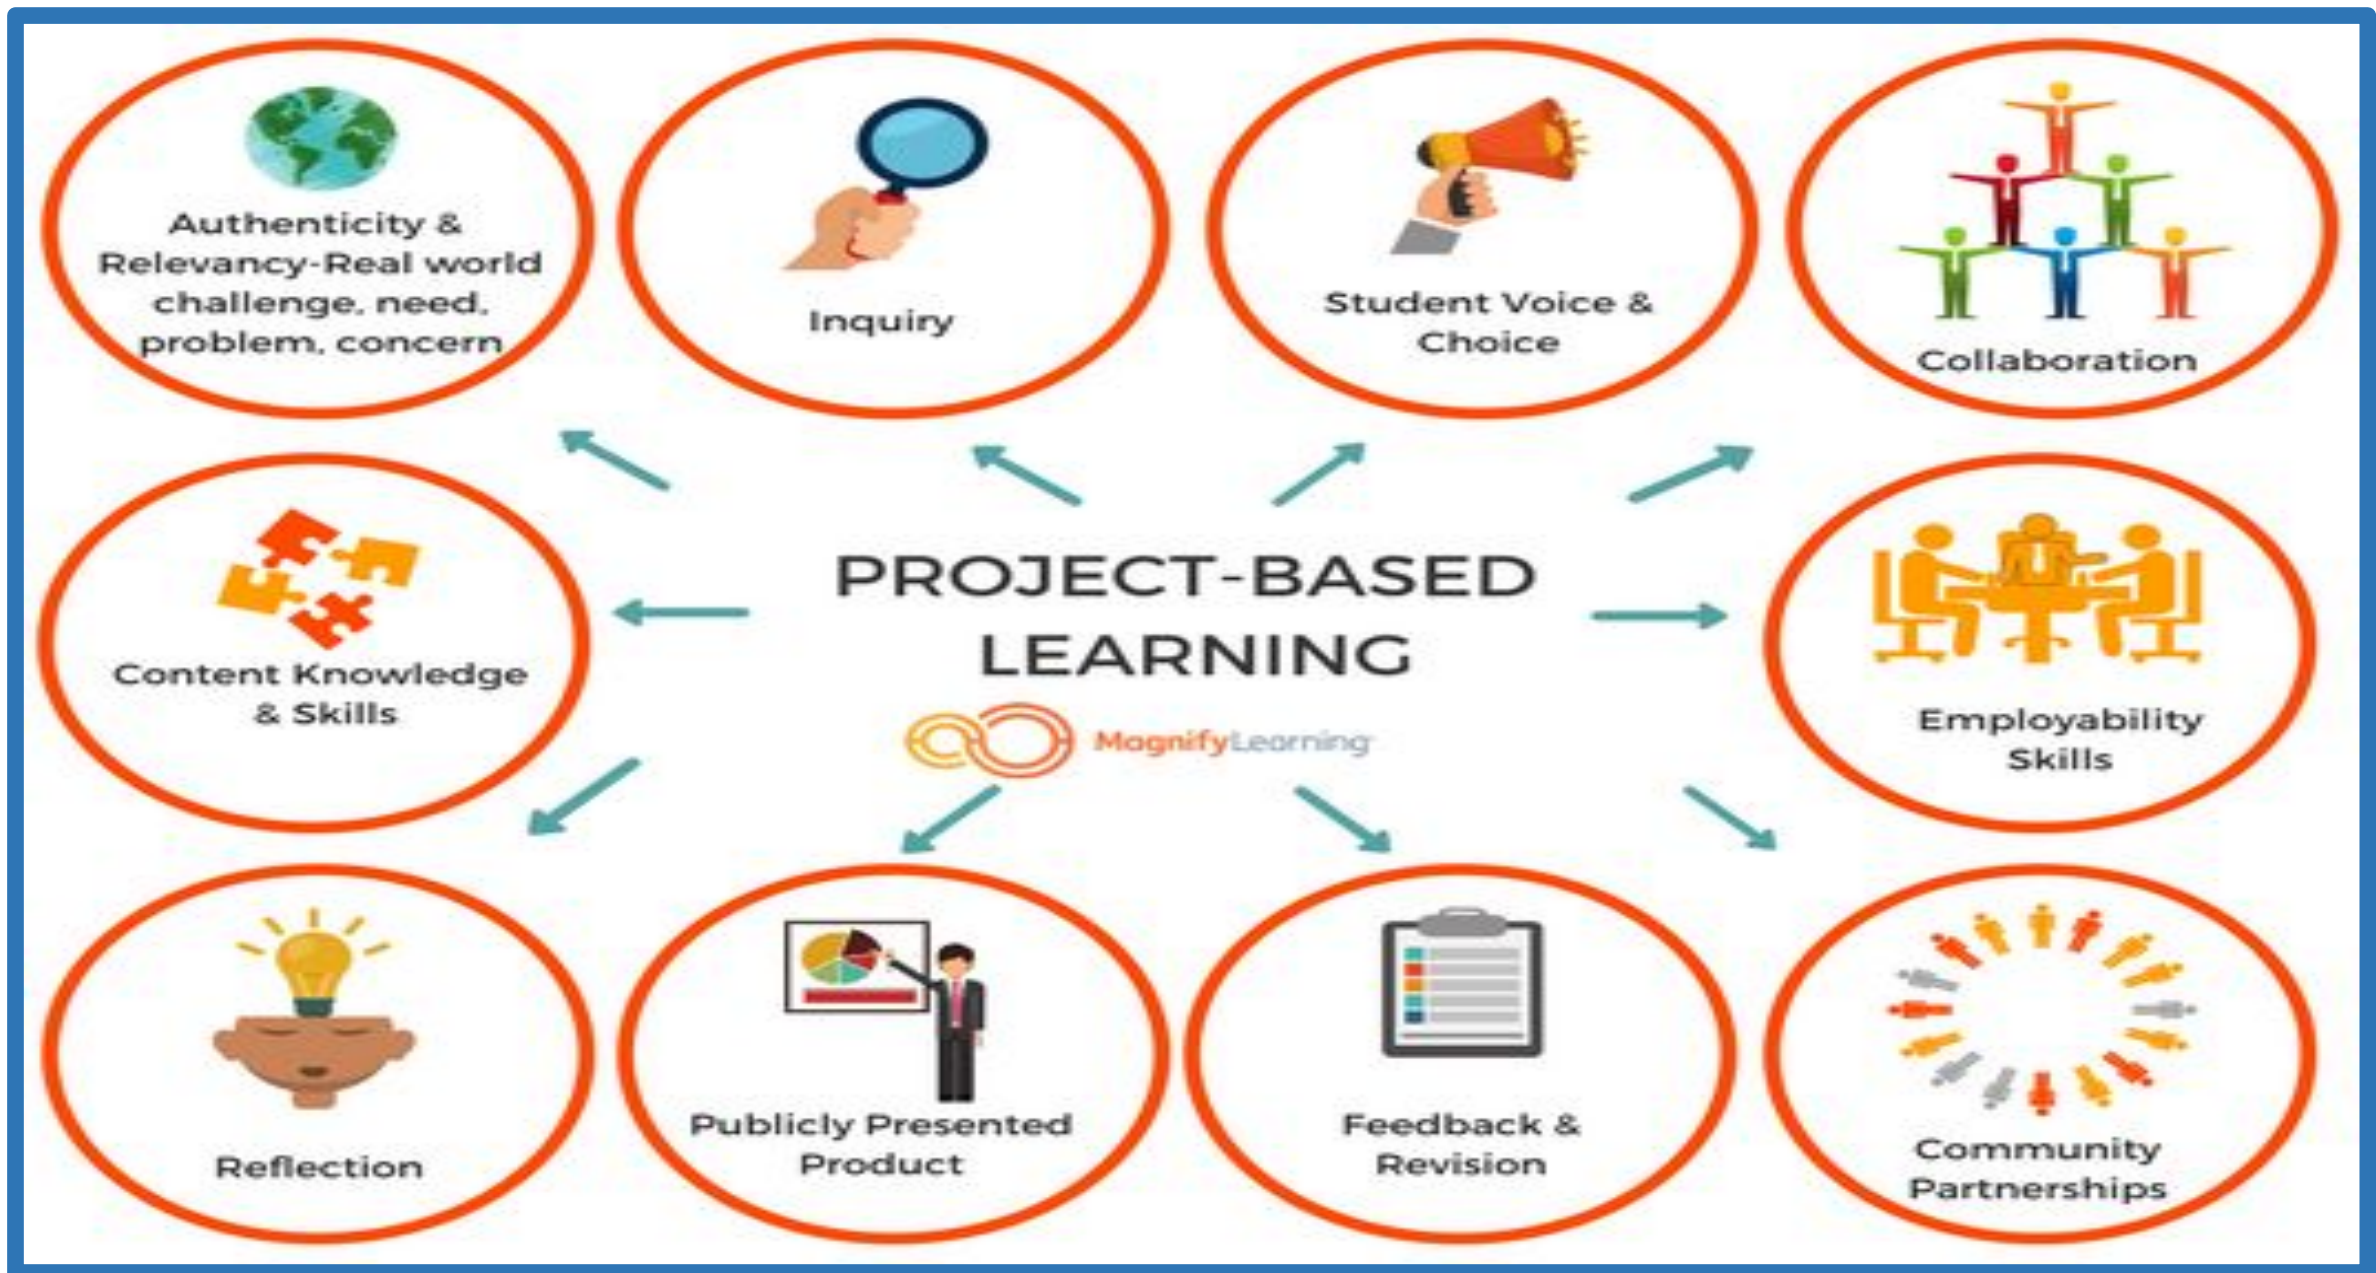 Authenticity &
Relevancy-Real world
challenge, need,
problem, concern
Inquiry
Student Voice &
Choice
Collaboration
Content Knowledge
& Skills
PROJECT-BASED
LEARNING
MagnifyLearning
Employability
Skills
Reflection
Publicly Presented
Product
Feedback &
Revision
Community
Partnerships